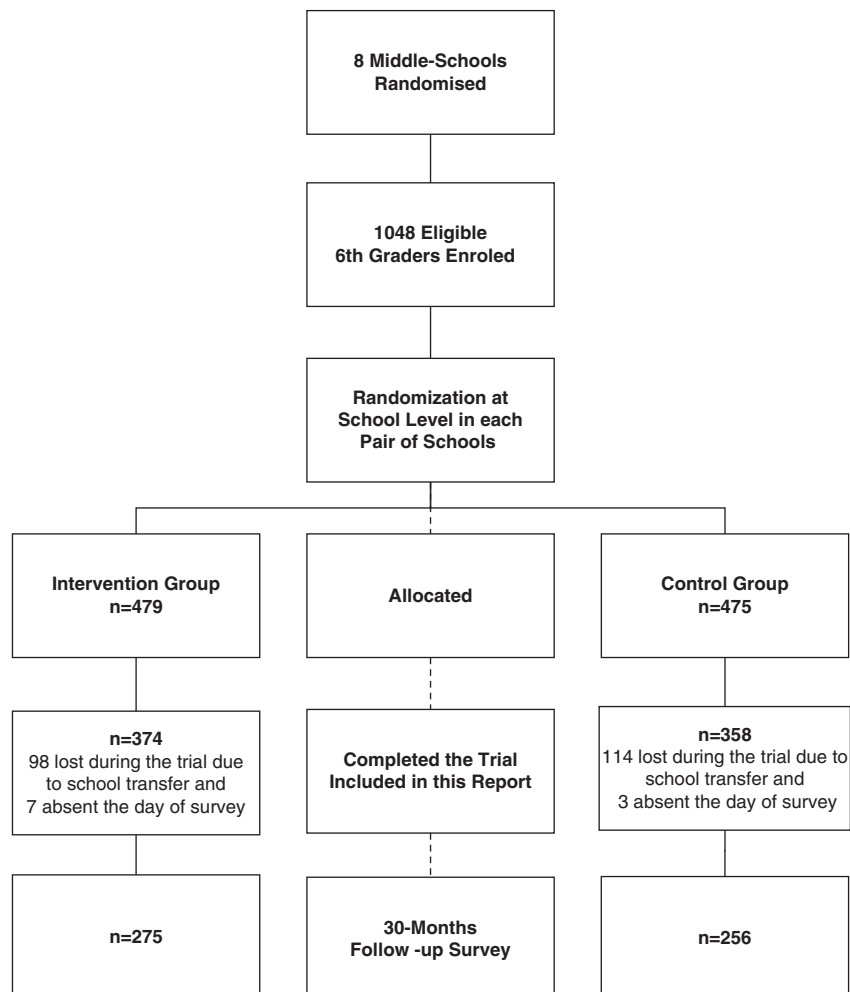 8 Middle-Schools
Randomised
1048 Eligible
6th Graders Enroled
Randomization at
School Level in each
Pair of Schools
Intervention Group
n=479
Allocated
Control Group
n=475
n=374
98 lost during the trial due
to school transfer and
7 absent the day of survey
Completed the Trial
Included in this Report
n=358
114 lost during the trial due to
school transfer and
3 absent the day of survey
n=275
30-Months
Follow -up Survey
n=256